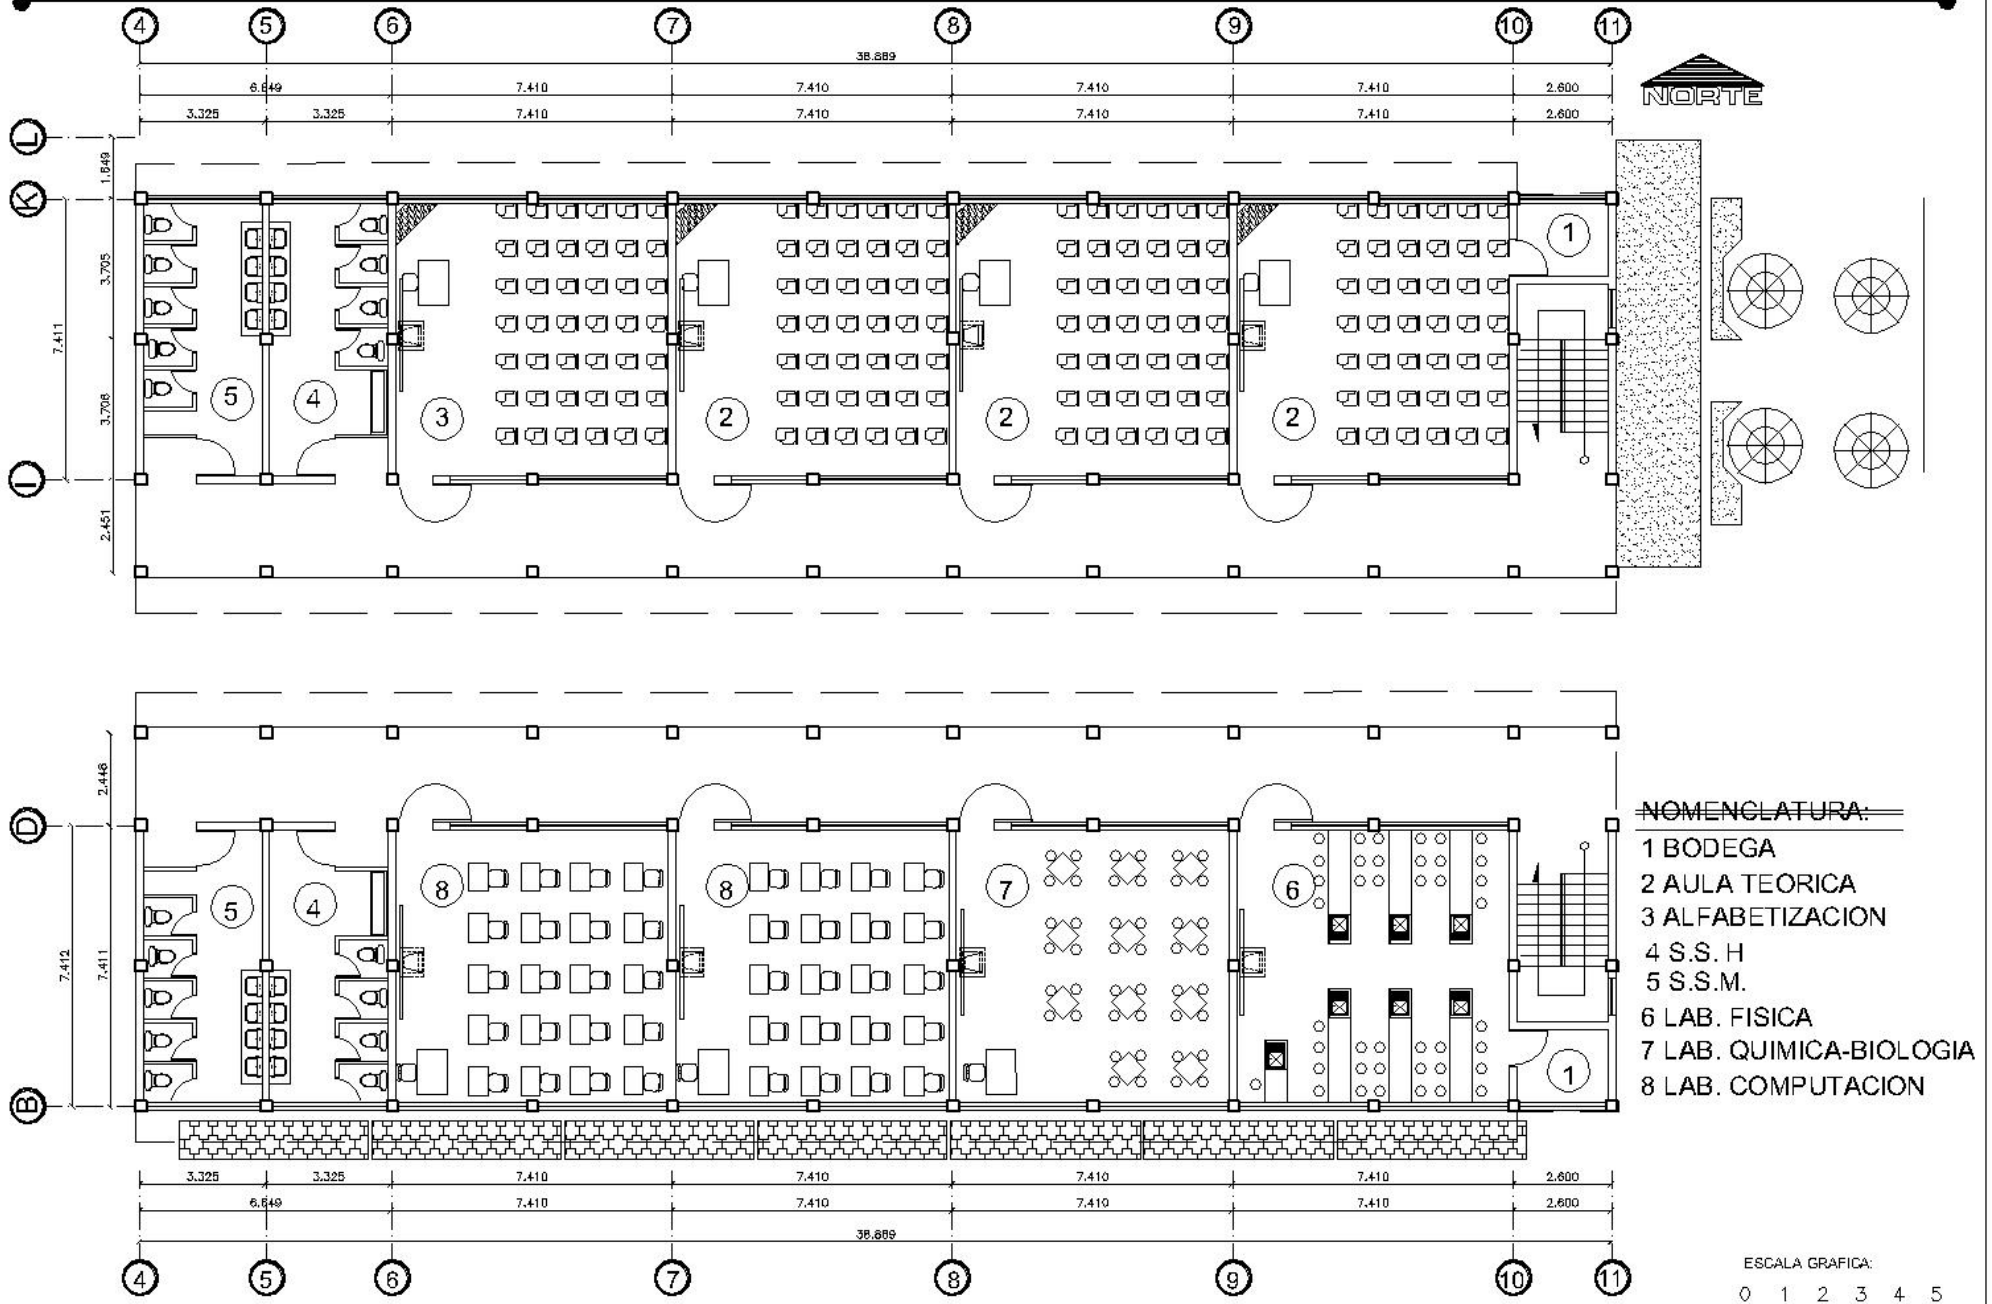 4 5 6 7 8 9 10 11
38.889
6.649 7.410 7.410 7.410 7.410 2.600
3.325 3.325 7.410 7.410 7.410 7.410 2.600
NORTE
L
1.649
K
1
3.705
7.411
3.706
5 4 3 2 2 2
I
2.451
2.448
D
NOMENCLATURA:
1 BODEGA
2 AULA TEORICA
3 ALFABETIZACION
4 S.S. H
5 S.S.M.
6 LAB. FISICA
7 LAB. QUIMICA-BIOLOGIA
8 LAB. COMPUTACION
5 4 8 8 7 6
7.412 7.411
1
B
3.325 3.325 7.410 7.410 7.410 7.410 2.600
6.649 7.410 7.410 7.410 7.410 2.600
38.889
4 5 6 7 8 9 10 11
ESCALA GRAFICA:
0 1 2 3 4 5